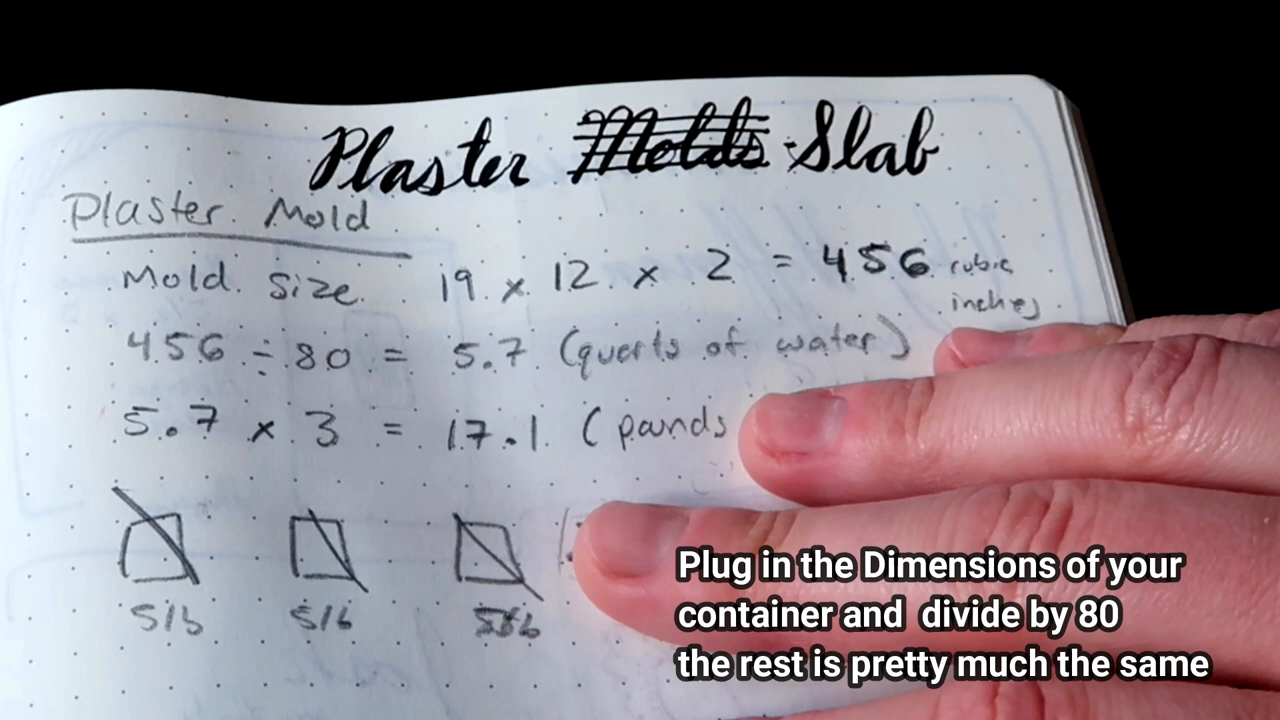 Plaster Molds Slab
Plaster Mold
Mold Size 19 x 12 x 2 = 456 cubic
inches
456 ÷ 80 = 5.7 (quarts of water)
5.7 x 3 = 17.1 (pounds
5lb 5lb 5lb
Plug in the Dimensions of your
container and divide by 80
the rest is pretty much the same